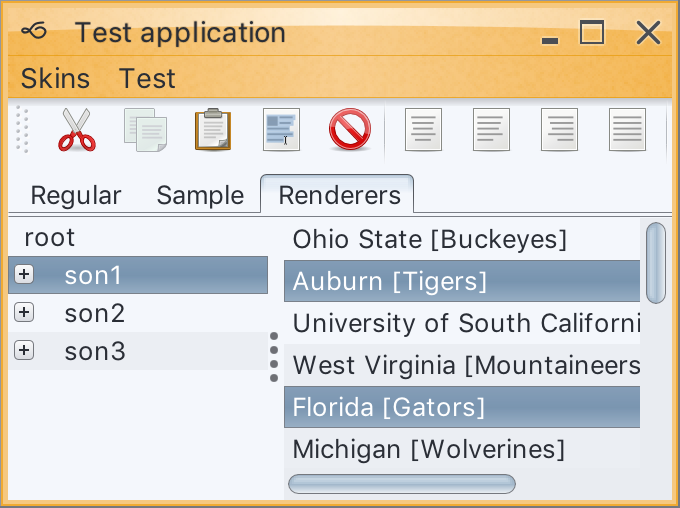 Test application
Skins Test
Regular Sample Renderers
root
son1
son2
son3
Ohio State [Buckeyes]
Auburn [Tigers]
University of South Californi
West Virginia [Mountaineers
Florida [Gators]
Michigan [Wolverines]